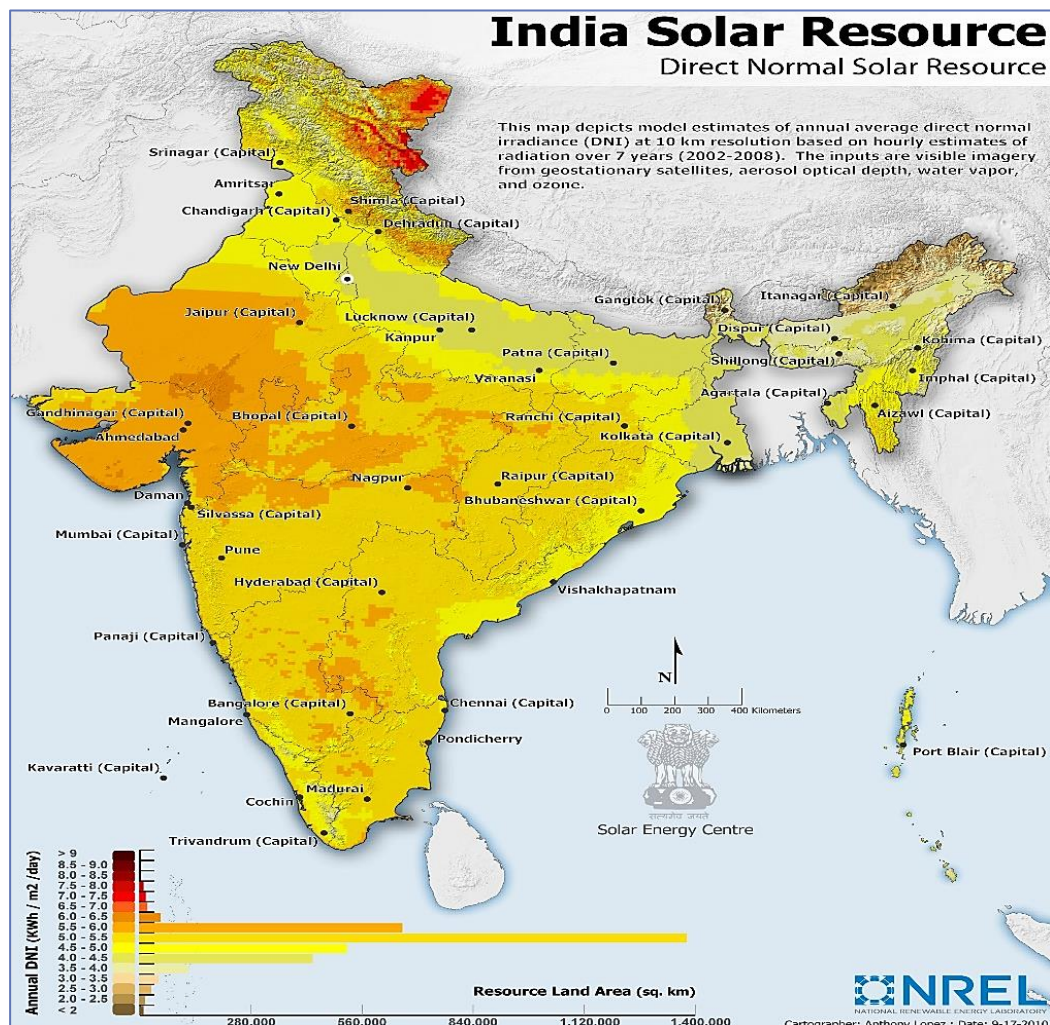 India Solar Resource
Direct Normal Solar Resource
This map depicts model estimates of annual average direct normal
irradiance (DNI) at 10 km resolution based on hourly estimates of
radiation over 7 years (2002-2008). The inputs are visible imagery
from geostationary satellites, aerosol optical depth, water vapor,
and ozone.
Srinagar (Capital)
Amritsar
Shimla (Capital)
Chandigarh (Capital)
Dehradun (Capital)
New Delhi
Gangtok (Capital)
Itanagar (Capital)
Jaipur (Capital)
Lucknow (Capital)
Dispur (Capital)
Kanpur
Kohima (Capital)
Patna (Capital)
Shillong (Capital)
Varanasi
Imphal (Capital)
Agartala (Capital)
Gandhinagar (Capital)
Bhopal (Capital)
Ranchi (Capital)
Aizawl (Capital)
Ahmedabad
Kolkata (Capital)
Nagpur
Raipur (Capital)
Daman
Bhubaneshwar (Capital)
Silvassa (Capital)
Mumbai (Capital)
Pune
Hyderabad (Capital)
Vishakhapatnam
Panaji (Capital)
N
Bangalore (Capital)
Chennai (Capital)
0 100 200 300 400 Kilometers
Mangalore
Pondicherry
Port Blair (Capital)
Kavaratti (Capital)
Madurai
Cochin
सत्यमेव जयते
Solar Energy Centre
Trivandrum (Capital)
Annual DNI (KWh / m2 /day)
> 9
8.5 - 9.0
8.0 - 8.5
7.5 - 8.0
7.0 - 7.5
6.5 - 7.0
6.0 - 6.5
5.5 - 6.0
5.0 - 5.5
4.5 - 5.0
4.0 - 4.5
3.5 - 4.0
3.0 - 3.5
2.5 - 3.0
2.0 - 2.5
< 2
Resource Land Area (sq. km)
280,000 560,000 840,000 1,120,000 1,400,000
NREL
NATIONAL RENEWABLE ENERGY LABORATORY
Cartographer: Anthony Lopez ; Date: 9-17-2010